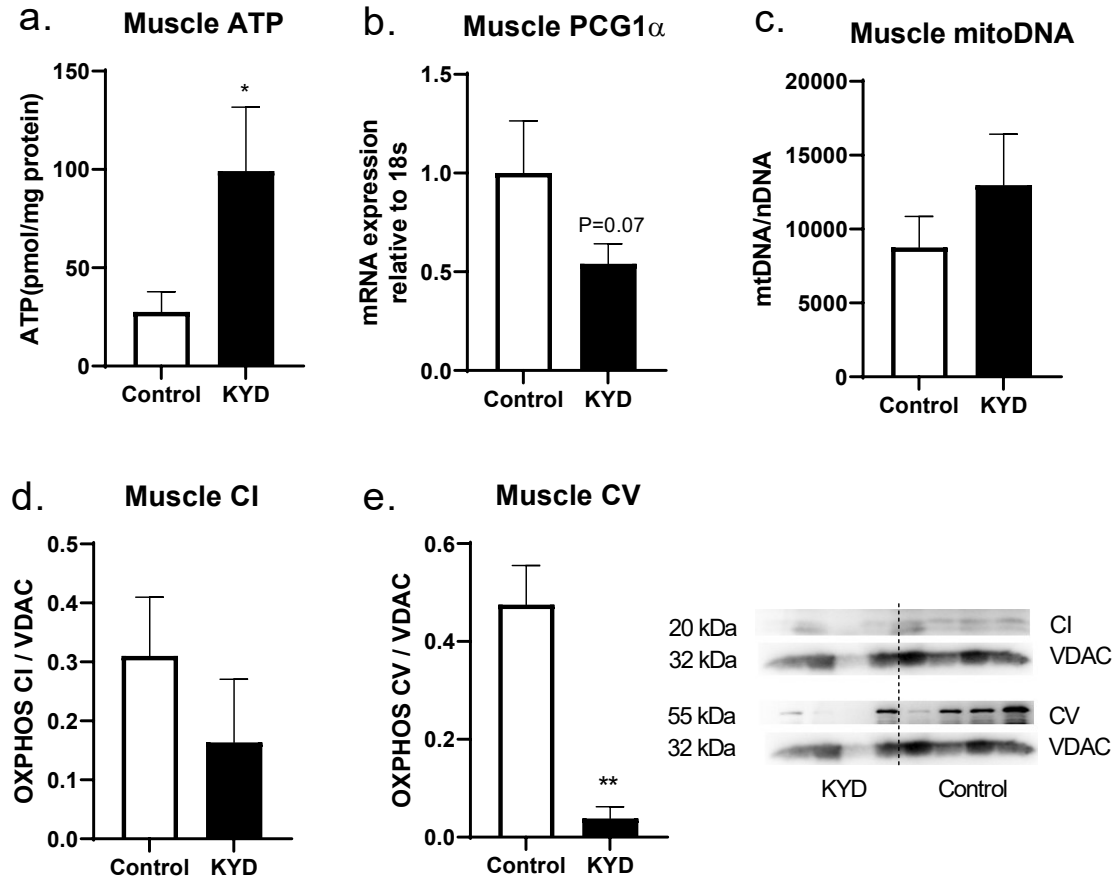 a.
Muscle ATP
ATP(pmol/mg protein)
150
100
50
0
*
Control
KYD
b.
Muscle PCG1α
mRNA expression
relative to 18s
1.5
1.0
0.5
0.0
P=0.07
Control
KYD
c.
Muscle mitoDNA
mtDNA/nDNA
20000
15000
10000
5000
0
Control
KYD
d.
Muscle CI
OXPHOS CI / VDAC
0.5
0.4
0.3
0.2
0.1
0.0
Control
KYD
e.
Muscle CV
OXPHOS CV / VDAC
0.6
0.4
0.2
0.0
**
Control
KYD
20 kDa
CI
32 kDa
VDAC
55 kDa
CV
32 kDa
VDAC
KYD
Control